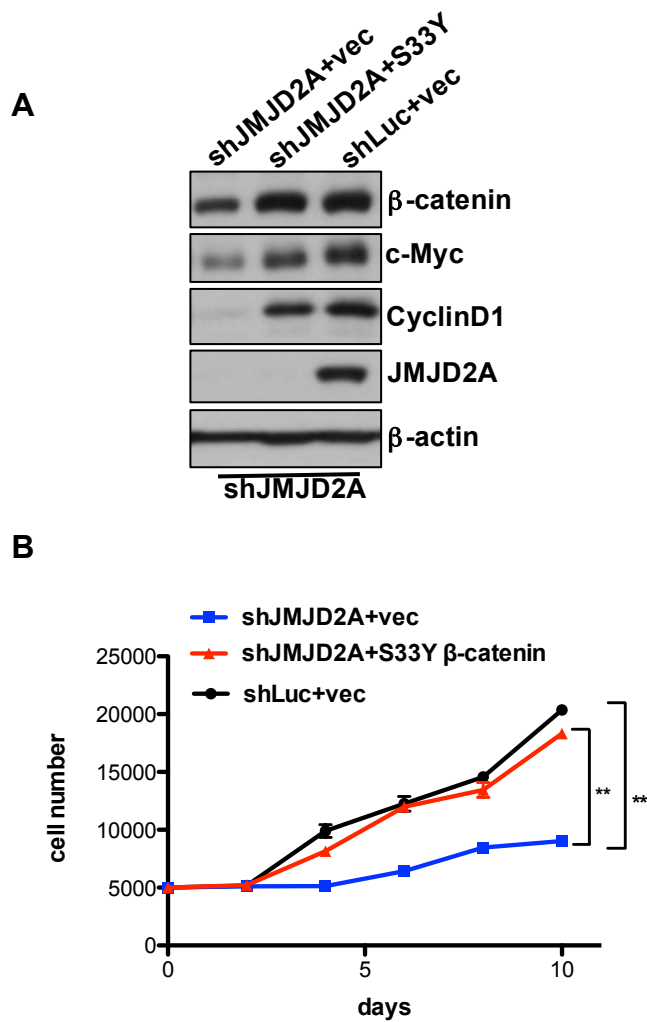 A
shJMJD2A+vec
shJMJD2A+S33Y
shLuc+vec
β-catenin
c-Myc
CyclinD1
JMJD2A
β-actin
shJMJD2A
B
shJMJD2A+vec
shJMJD2A+S33Y β-catenin
shLuc+vec
25000
20000
15000
10000
5000
0
cell number
0 5 10
days
**
**